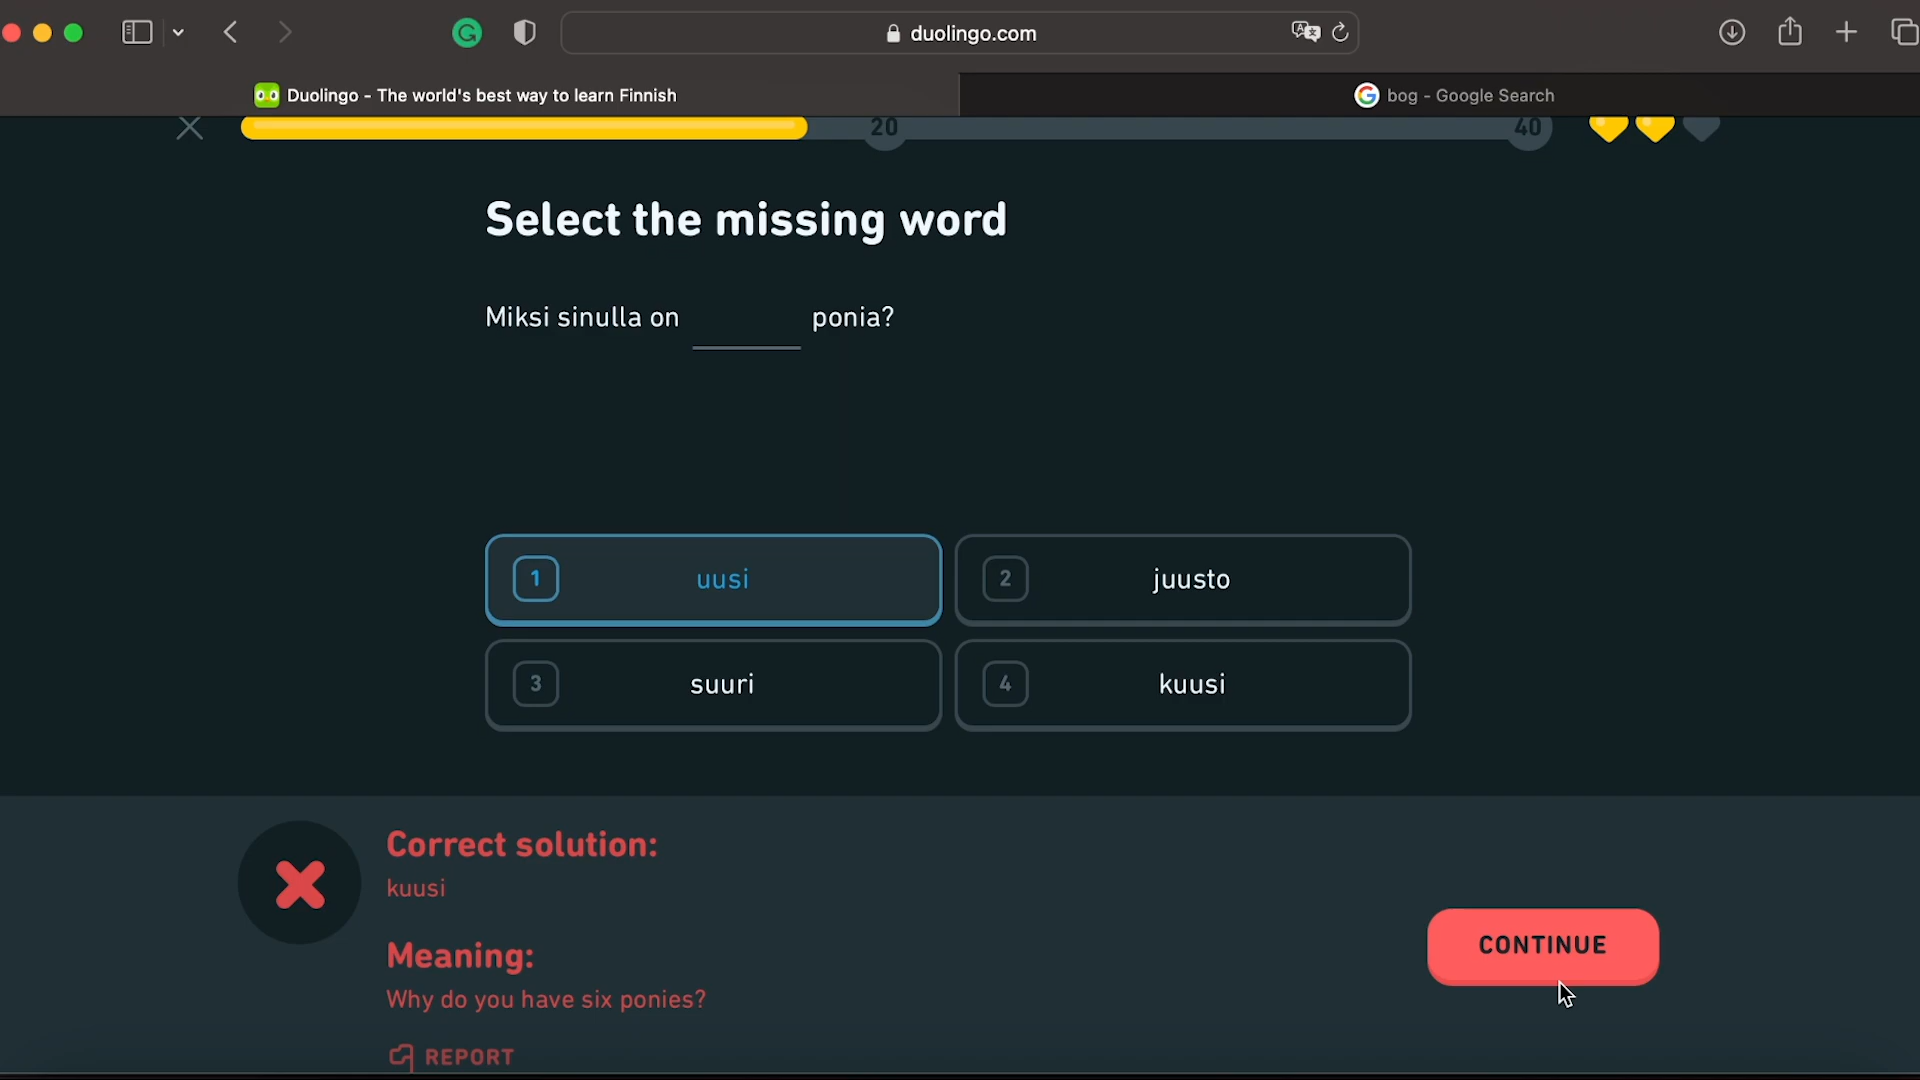 duolingo.com
Duolingo - The world's best way to learn Finnish
bog - Google Search
20
40
Select the missing word
Miksi sinulla on ponia?
1 uusi
2 juusto
3 suuri
4 kuusi
Correct solution:
kuusi
Meaning:
Why do you have six ponies?
REPORT
CONTINUE